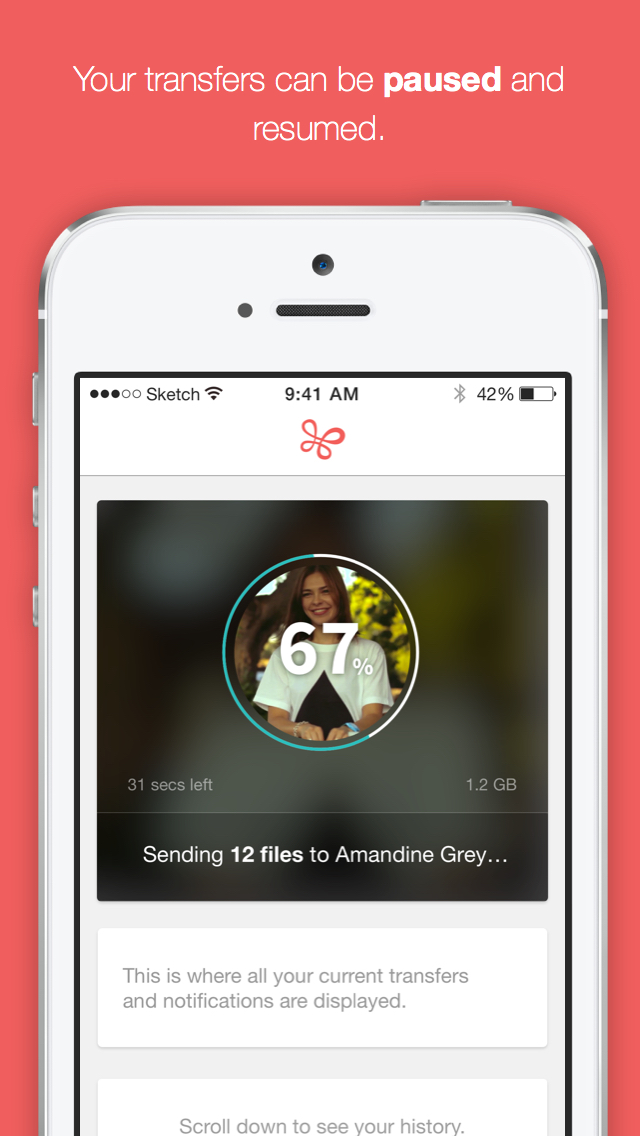 Your transfers can be paused and
resumed.
Sketch 9:41 AM 42%
67%
31 secs left 1.2 GB
Sending 12 files to Amandine Grey…
This is where all your current transfers
and notifications are displayed.
Scroll down to see your history.